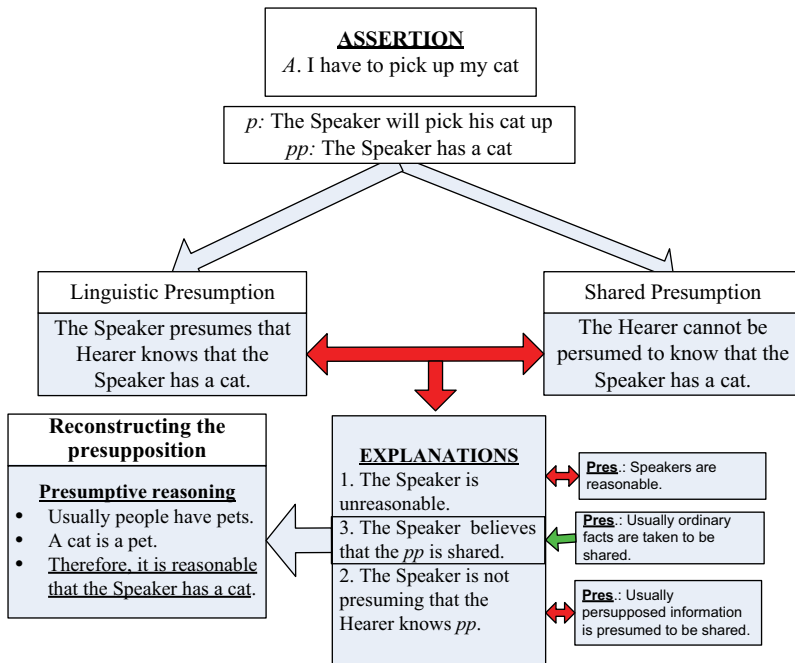 ASSERTION
A. I have to pick up my cat
p: The Speaker will pick his cat up
pp: The Speaker has a cat
Linguistic Presumption
The Speaker presumes that
Hearer knows that the
Speaker has a cat.
Shared Presumption
The Hearer cannot be
persumed to know that the
Speaker has a cat.
Reconstructing the
presupposition
Presumptive reasoning
• Usually people have pets.
• A cat is a pet.
• Therefore, it is reasonable
that the Speaker has a cat.
EXPLANATIONS
1. The Speaker is
unreasonable.
3. The Speaker believes
that the pp is shared.
2. The Speaker is not
presuming that the
Hearer knows pp.
Pres.: Speakers are
reasonable.
Pres.: Usually ordinary
facts are taken to be
shared.
Pres.: Usually
persupposed information
is presumed to be shared.